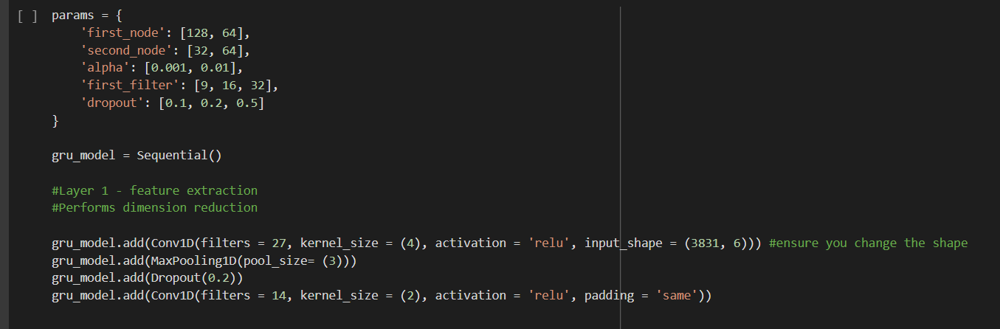 [ ] params = {
    'first_node': [128, 64],
    'second_node': [32, 64],
    'alpha': [0.001, 0.01],
    'first_filter': [9, 16, 32],
    'dropout': [0.1, 0.2, 0.5]
}
gru_model = Sequential()
#Layer 1 - feature extraction
#Performs dimension reduction
gru_model.add(Conv1D(filters = 27, kernel_size = (4), activation = 'relu', input_shape = (3831, 6))) #ensure you change the shape
gru_model.add(MaxPooling1D(pool_size= (3)))
gru_model.add(Dropout(0.2))
gru_model.add(Conv1D(filters = 14, kernel_size = (2), activation = 'relu', padding = 'same'))